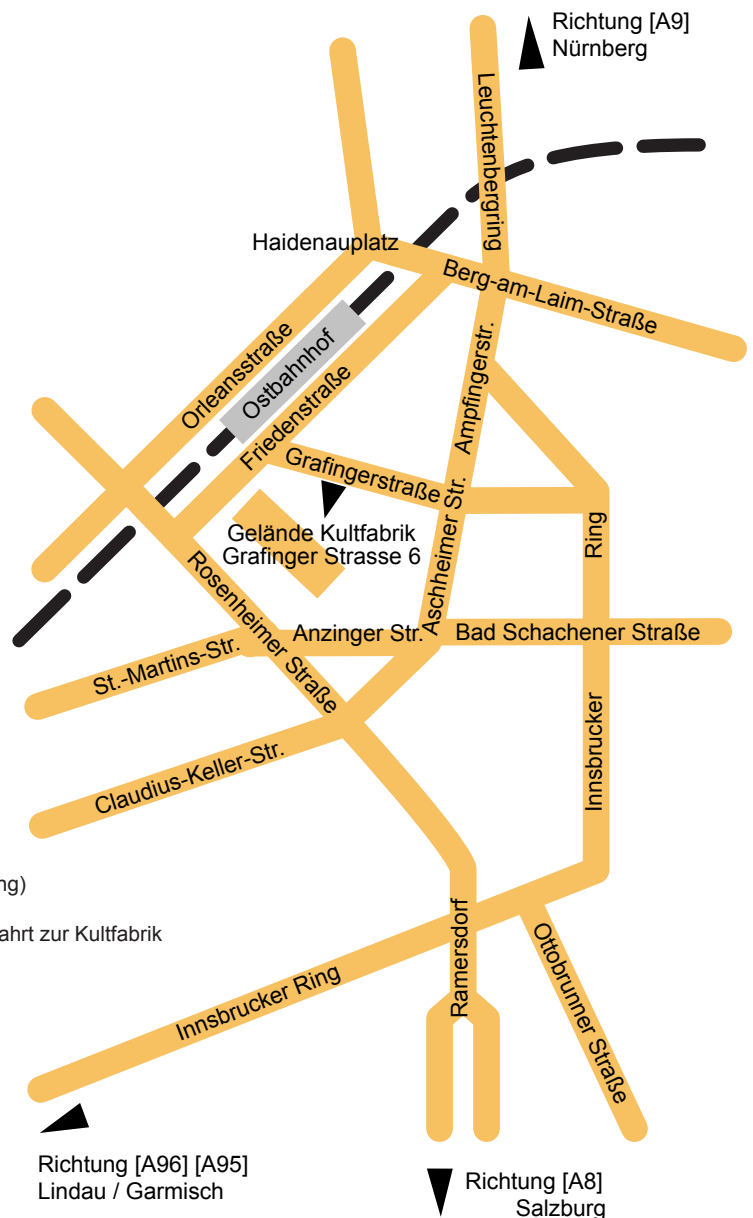 Richtung [A9]
Nürnberg
Leuchtenbergring
Haidenauplatz
Berg-am-Laim-Straße
Orleansstraße
Ostbahnhof
Friedenstraße
Ampfingerstr.
Grafingerstraße
Gelände Kultfabrik
Grafinger Strasse 6
Aschheimer Str.
Ring
Rosenheimer Straße
Anzinger Str.
Bad Schachener Straße
St.-Martins-Str.
Innsbrucker
Claudius-Keller-Str.
ng)
ahrt zur Kultfabrik
Ramersdorf
Ottobrunner Straße
Innsbrucker Ring
Richtung [A96] [A95]
Lindau / Garmisch
Richtung [A8]
Salzburg